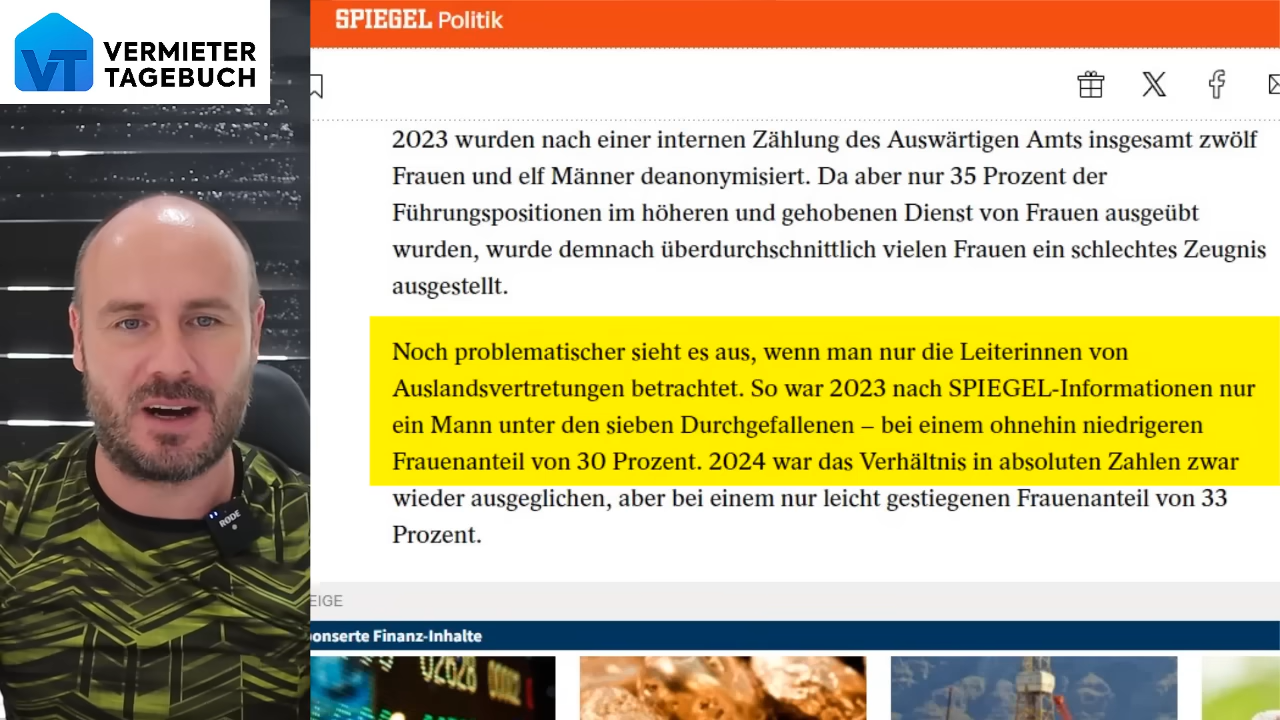 VT VERMIETER
TAGEBUCH
SPIEGEL Politik
2023 wurden nach einer internen Zählung des Auswärtigen Amts insgesamt zwölf
Frauen und elf Männer deanonymisiert. Da aber nur 35 Prozent der
Führungspositionen im höheren und gehobenen Dienst von Frauen ausgeübt
wurden, wurde demnach überdurchschnittlich vielen Frauen ein schlechtes Zeugnis
ausgestellt.
Noch problematischer sieht es aus, wenn man nur die Leiterinnen von
Auslandsvertretungen betrachtet. So war 2023 nach SPIEGEL-Informationen nur
ein Mann unter den sieben Durchgefallenen – bei einem ohnehin niedrigeren
Frauenanteil von 30 Prozent. 2024 war das Verhältnis in absoluten Zahlen zwar
wieder ausgeglichen, aber bei einem nur leicht gestiegenen Frauenanteil von 33
Prozent.
RØDE
EIGE
onserte Finanz-Inhalte